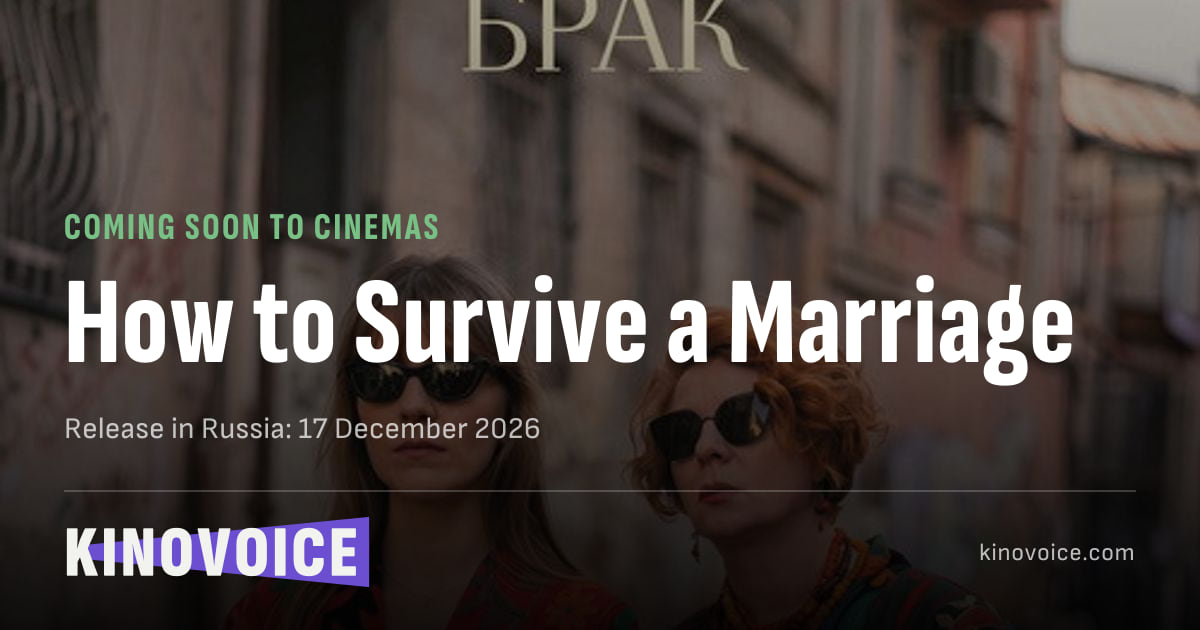 БРАК
COMING SOON TO CINEMAS
How to Survive a Marriage
Release in Russia: 17 December 2026
KINOVOICE
kinovoice.com